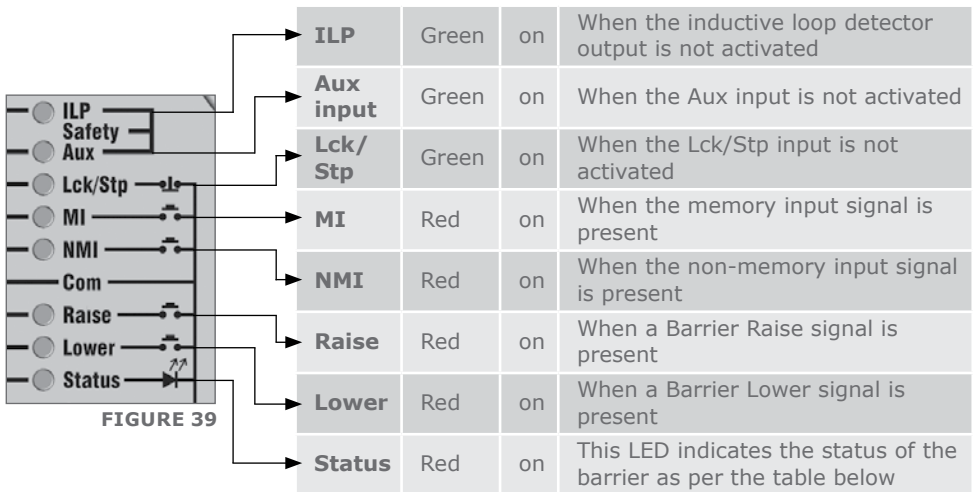 ILP
Safety
Aux
Lck/Stp
MI
NMI
Com
Raise
Lower
Status
FIGURE 39
ILP Green on When the inductive loop detector
output is not activated
Aux
input Green on When the Aux input is not activated
Lck/
Stp Green on When the Lck/Stp input is not
activated
MI Red on When the memory input signal is
present
NMI Red on When the non-memory input signal
is present
Raise Red on When a Barrier Raise signal is
present
Lower Red on When a Barrier Lower signal is
present
Status Red on This LED indicates the status of the
barrier as per the table below